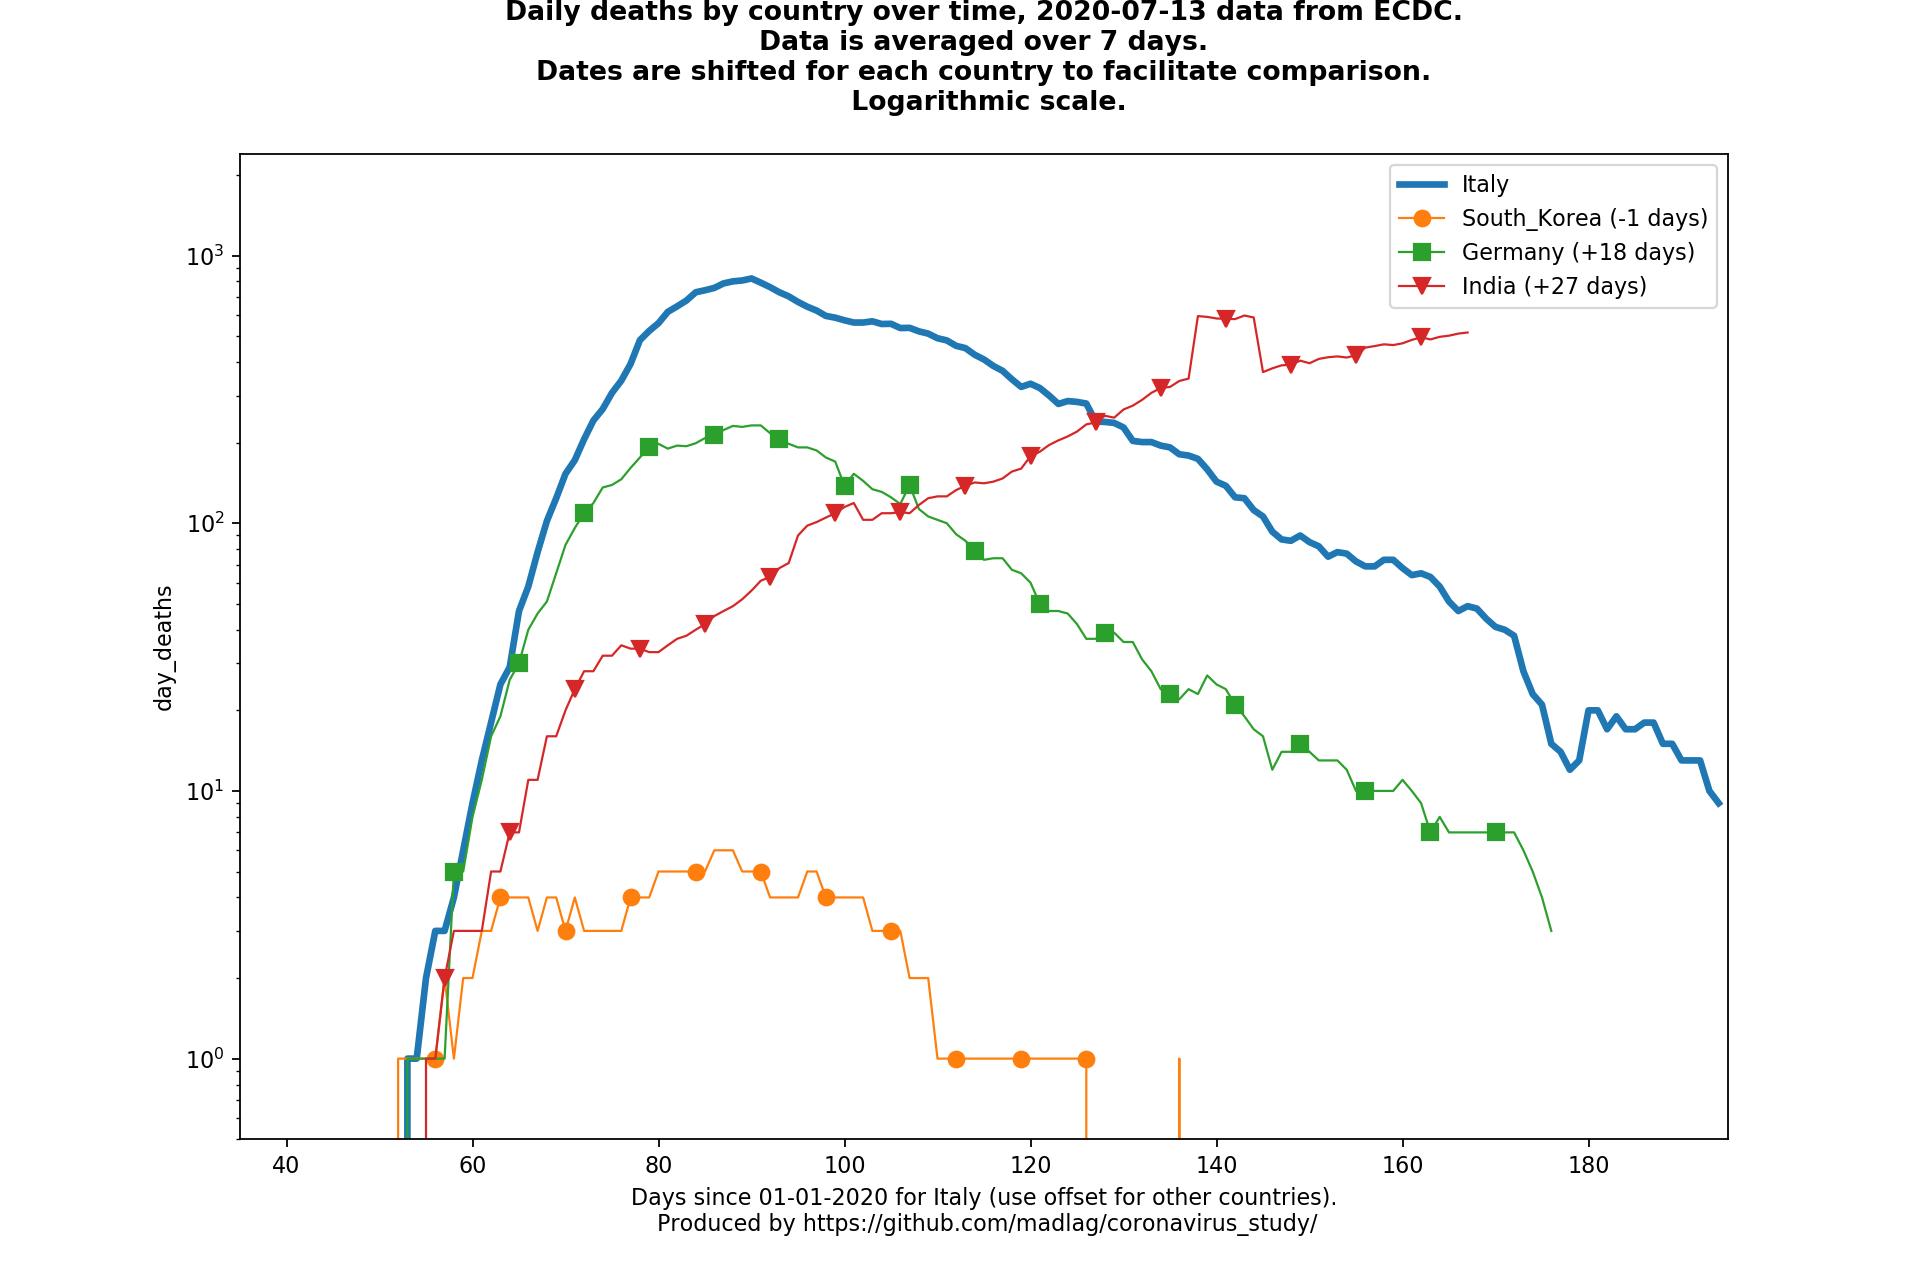 Daily deaths by country over time, 2020-07-13 data from ECDC.
Data is averaged over 7 days.
Dates are shifted for each country to facilitate comparison.
Logarithmic scale.
Italy
South_Korea (-1 days)
Germany (+18 days)
India (+27 days)
10³
10²
10¹
10⁰
day_deaths
40 60 80 100 120 140 160 180
Days since 01-01-2020 for Italy (use offset for other countries).
Produced by https://github.com/madlag/coronavirus_study/